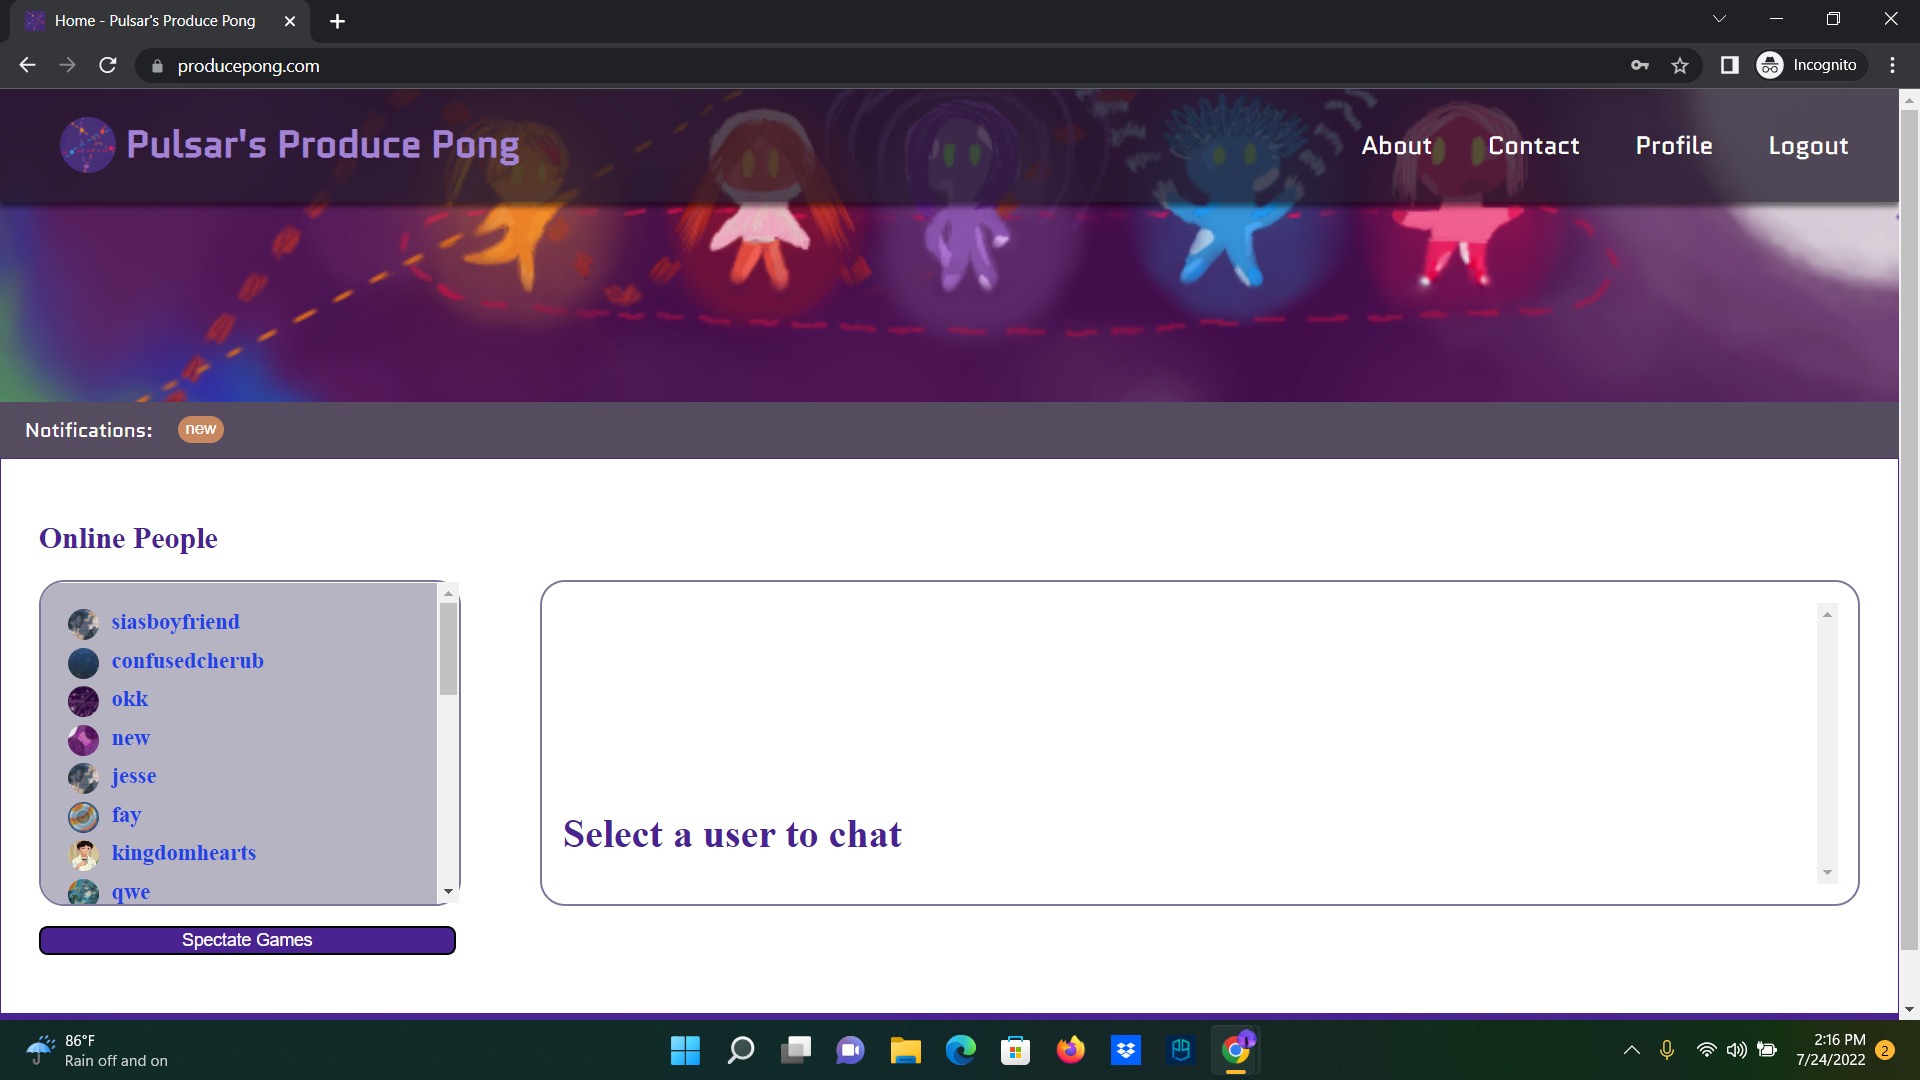 Home - Pulsar's Produce Pong
producepong.com
Incognito
Pulsar's Produce Pong
About
Contact
Profile
Logout
Notifications:
new
Online People
siasboyfriend
confusedcherub
okk
new
jesse
fay
kingdomhearts
qwe
Select a user to chat
Spectate Games
86°F
Rain off and on
2:16 PM
7/24/2022
2